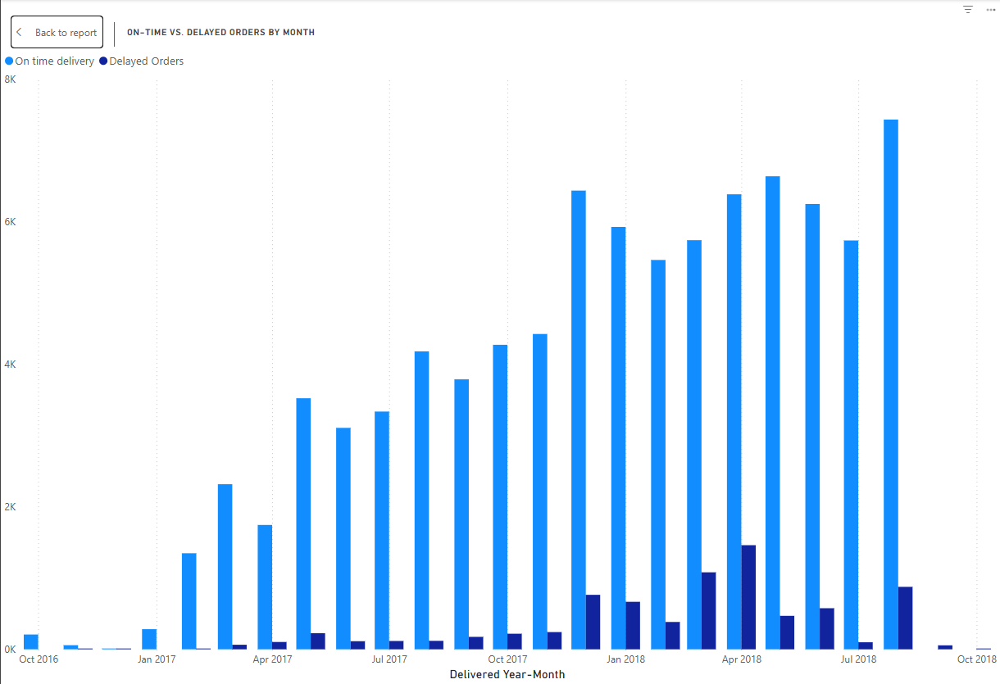 Back to report
ON-TIME VS. DELAYED ORDERS BY MONTH
On time delivery Delayed Orders
8K
6K
4K
2K
0K
Oct 2016 Jan 2017 Apr 2017 Jul 2017 Oct 2017 Jan 2018 Apr 2018 Jul 2018 Oct 2018
Delivered Year-Month